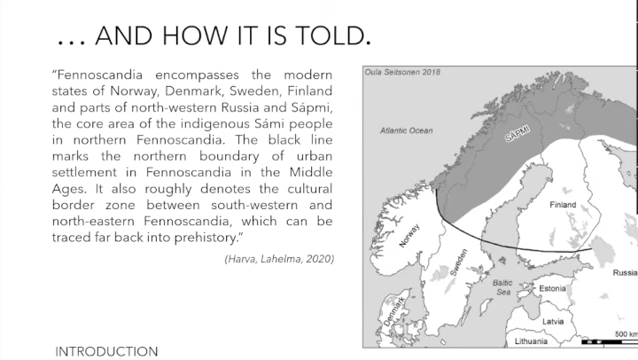 ... AND HOW IT IS TOLD.
"Fennoscandia encompasses the modern
states of Norway, Denmark, Sweden, Finland
and parts of north-western Russia and Sápmi,
the core area of the indigenous Sámi people
in northern Fennoscandia. The black line
marks the northern boundary of urban
settlement in Fennoscandia in the Middle
Ages. It also roughly denotes the cultural
border zone between south-western and
north-eastern Fennoscandia, which can be
traced far back into prehistory."
(Harva, Lahelma, 2020)
Oula Seitsonen 2018
Atlantic Ocean
SÁPMI
Finland
Norway
Sweden
Russia
Baltic
Sea
Estonia
Denmark
Latvia
Lithuania
500 km
INTRODUCTION